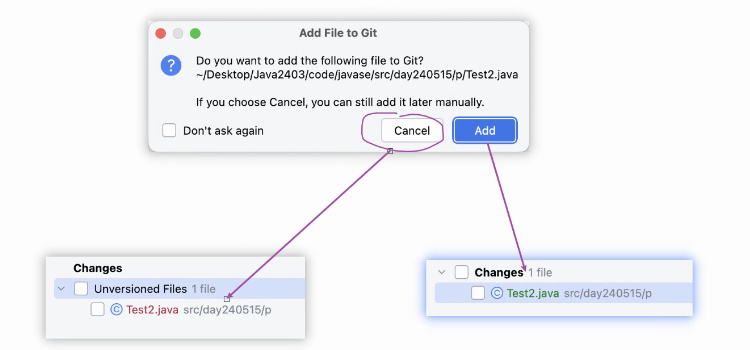 Add File to Git
Do you want to add the following file to Git?
~/Desktop/Java2403/code/javase/src/day240515/p/Test2.java
If you choose Cancel, you can still add it later manually.
Don't ask again
Cancel
Add
Changes
Unversioned Files 1 file
Test2.java src/day240515/p
Changes 1 file
Test2.java src/day240515/p